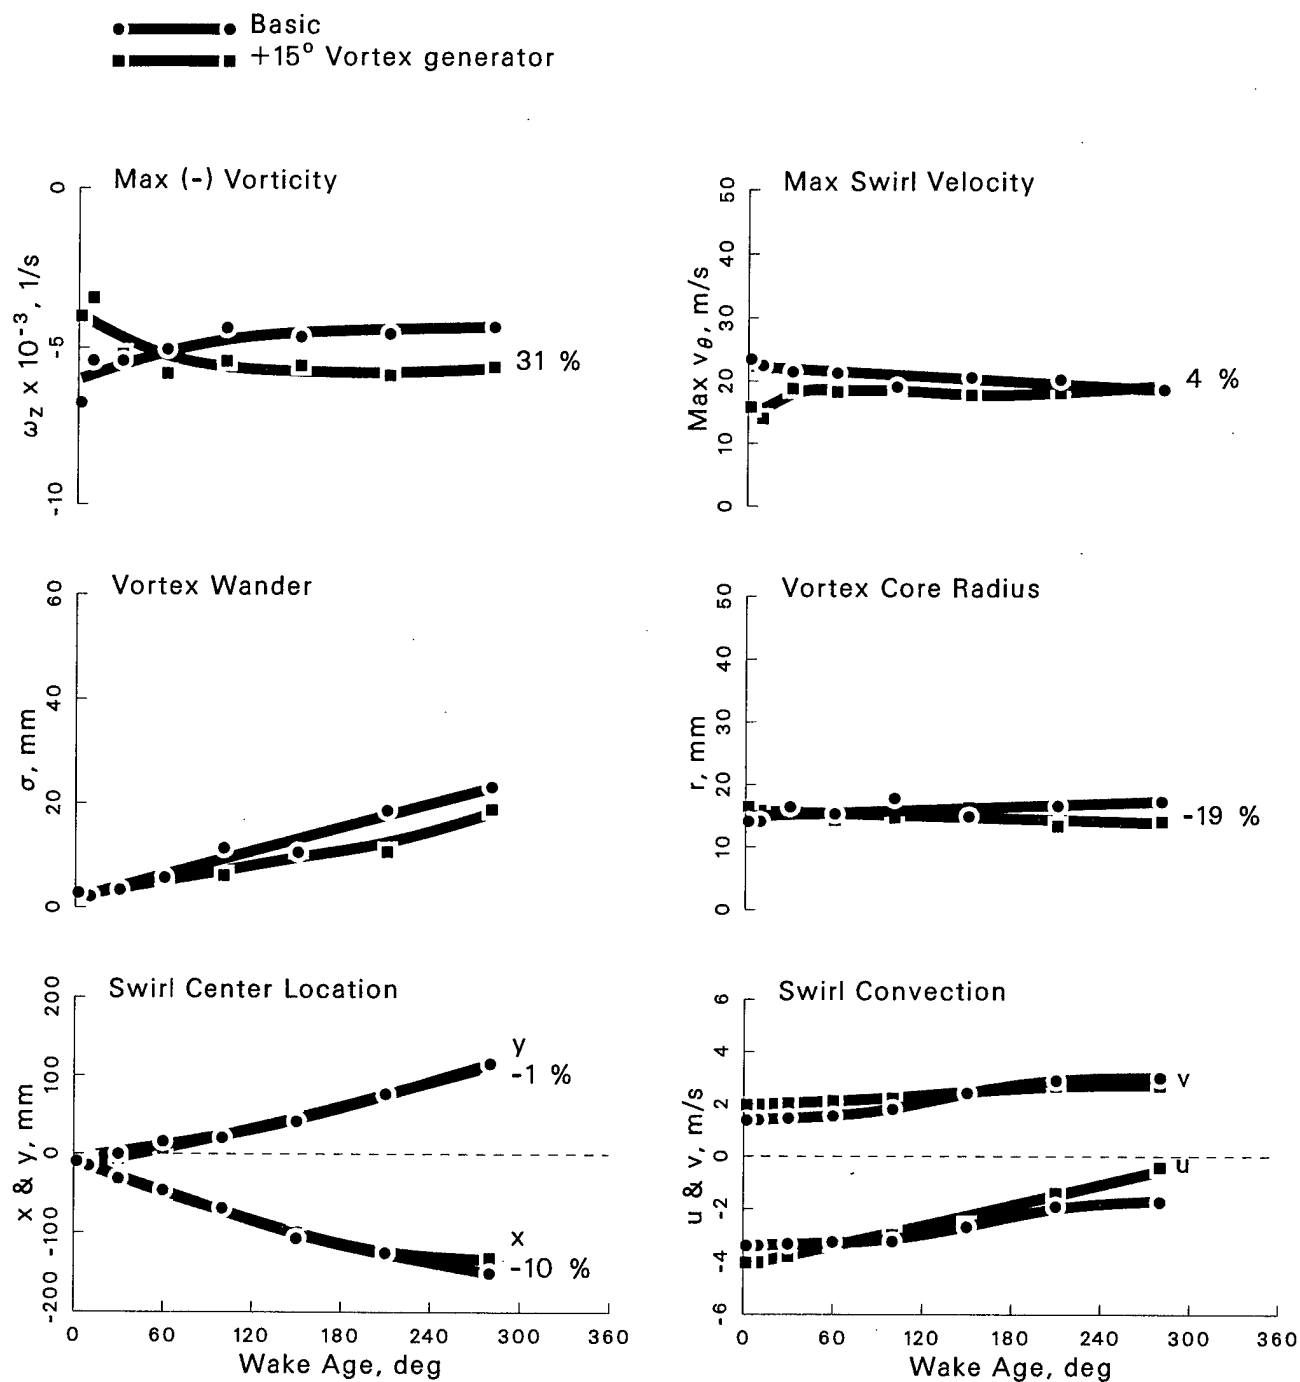 Basic
+15° Vortex generator
Max (-) Vorticity
0
-5
-10
ω_z x 10^-3, 1/s
31 %
Max Swirl Velocity
50
40
30
20
10
0
Max v_θ, m/s
4 %
Vortex Wander
60
40
20
0
σ, mm
Vortex Core Radius
50
40
30
20
10
0
r, mm
-19 %
Swirl Center Location
200
100
0
-100
-200
x & y, mm
y
-1 %
x
-10 %
0 60 120 180 240 300 360
Wake Age, deg
Swirl Convection
6
4
2
0
-2
-4
-6
u & v, m/s
v
u
0 60 120 180 240 300 360
Wake Age, deg